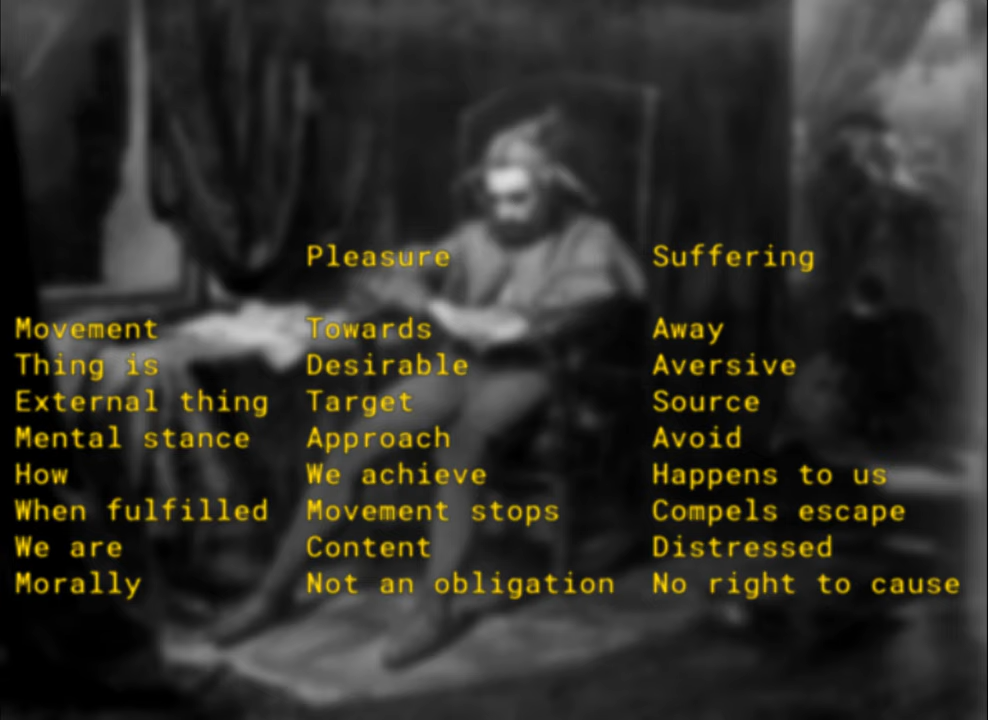 Pleasure Suffering
Movement Towards Away
Thing is Desirable Aversive
External thing Target Source
Mental stance Approach Avoid
How We achieve Happens to us
When fulfilled Movement stops Compels escape
We are Content Distressed
Morally Not an obligation No right to cause